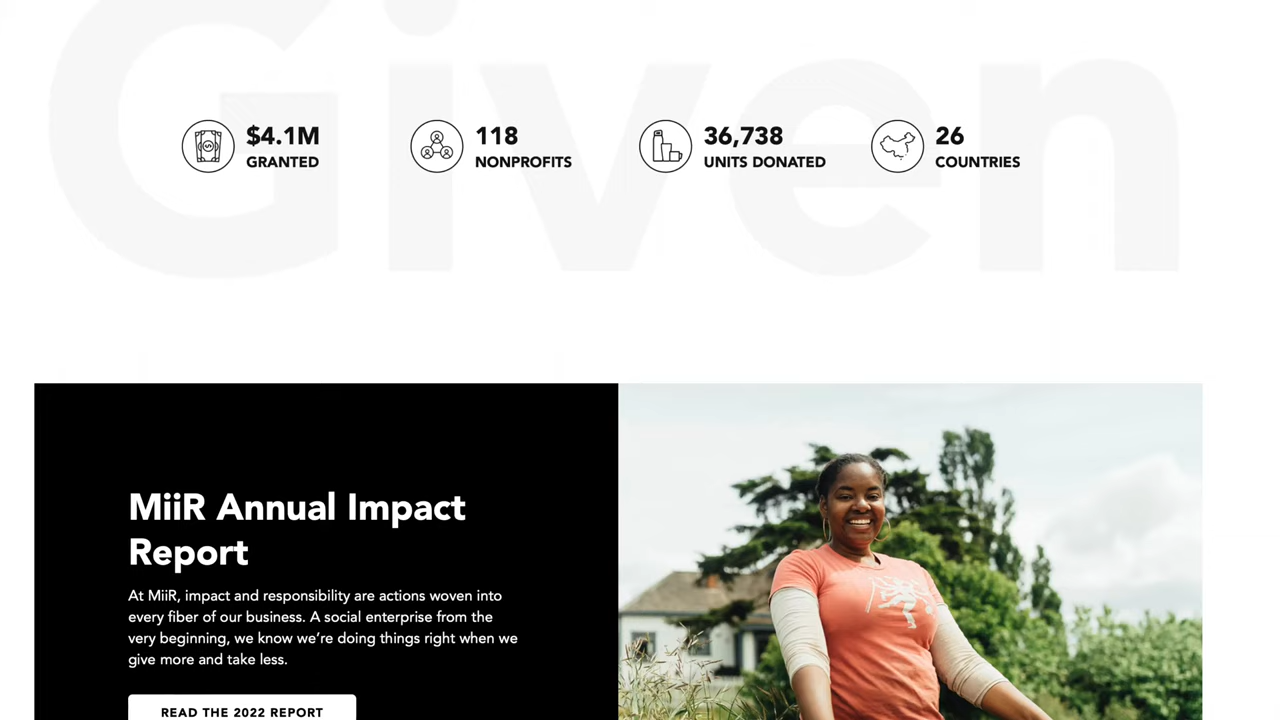 Given
$4.1M
GRANTED
118
NONPROFITS
36,738
UNITS DONATED
26
COUNTRIES
MiiR Annual Impact
Report
At MiiR, impact and responsibility are actions woven into
every fiber of our business. A social enterprise from the
very beginning, we know we’re doing things right when we
give more and take less.
READ THE 2022 REPORT